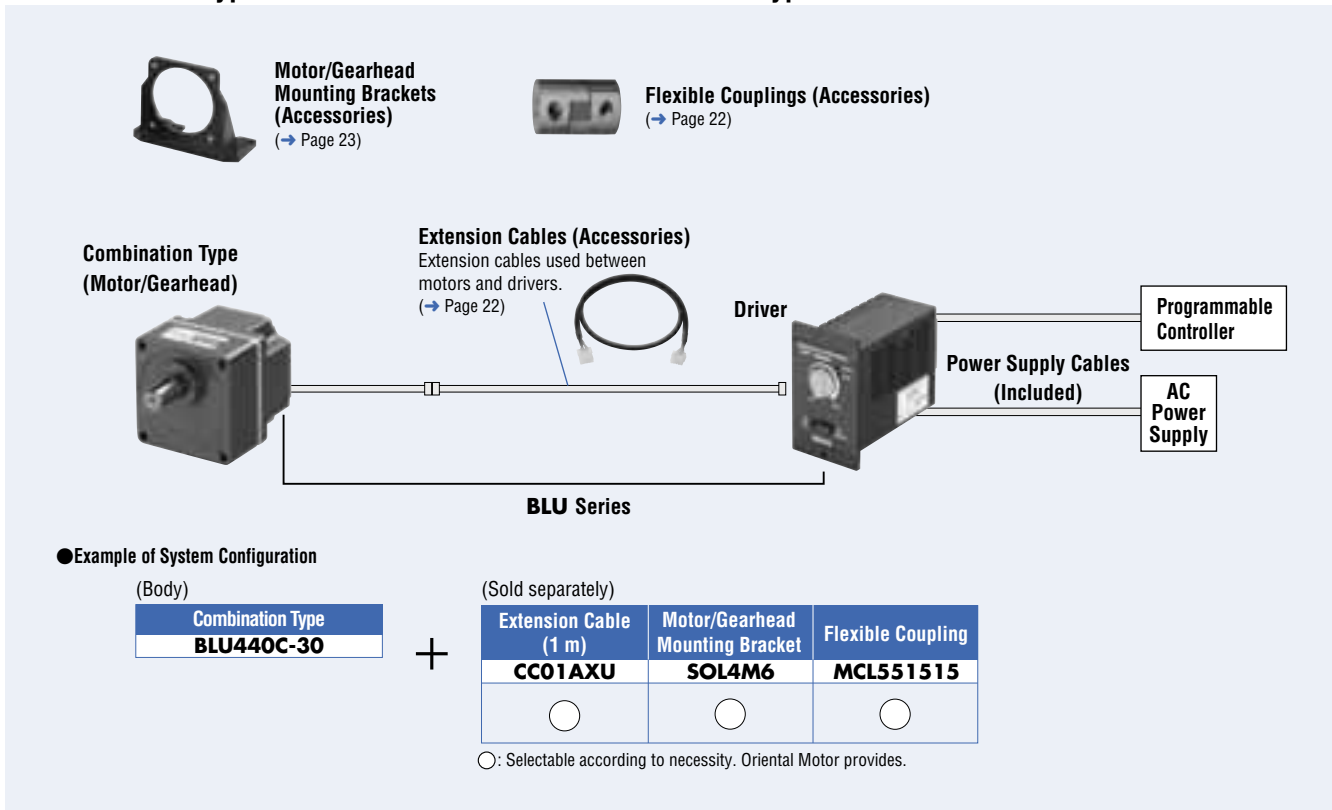 Motor/Gearhead
Mounting Brackets
(Accessories)
(→ Page 23)
Flexible Couplings (Accessories)
(→ Page 22)
Combination Type
(Motor/Gearhead)
Extension Cables (Accessories)
Extension cables used between
motors and drivers.
(→ Page 22)
Driver
Programmable
Controller
Power Supply Cables
(Included)
AC
Power
Supply
BLU Series
●Example of System Configuration
(Body)
Combination Type
BLU440C-30
+
(Sold separately)
Extension Cable
(1 m)
Motor/Gearhead
Mounting Bracket
Flexible Coupling
CC01AXU
SOL4M6
MCL551515
○ ○ ○
○: Selectable according to necessity. Oriental Motor provides.